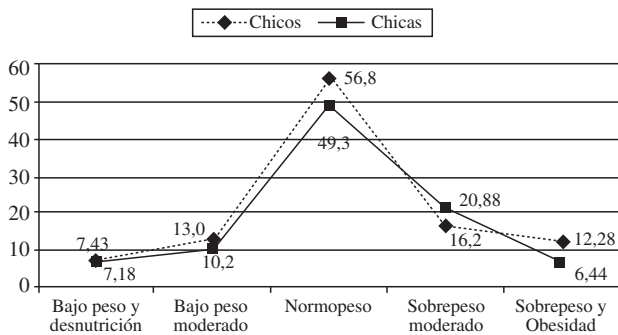 Chicos Chicas
60
50
40
30
20
10
0
56,8
49,3
20,88
16,2
13,0
10,2
12,28
7,43
7,18
6,44
Bajo peso y
desnutrición
Bajo peso
moderado
Normopeso
Sobrepeso
moderado
Sobrepeso y
Obesidad